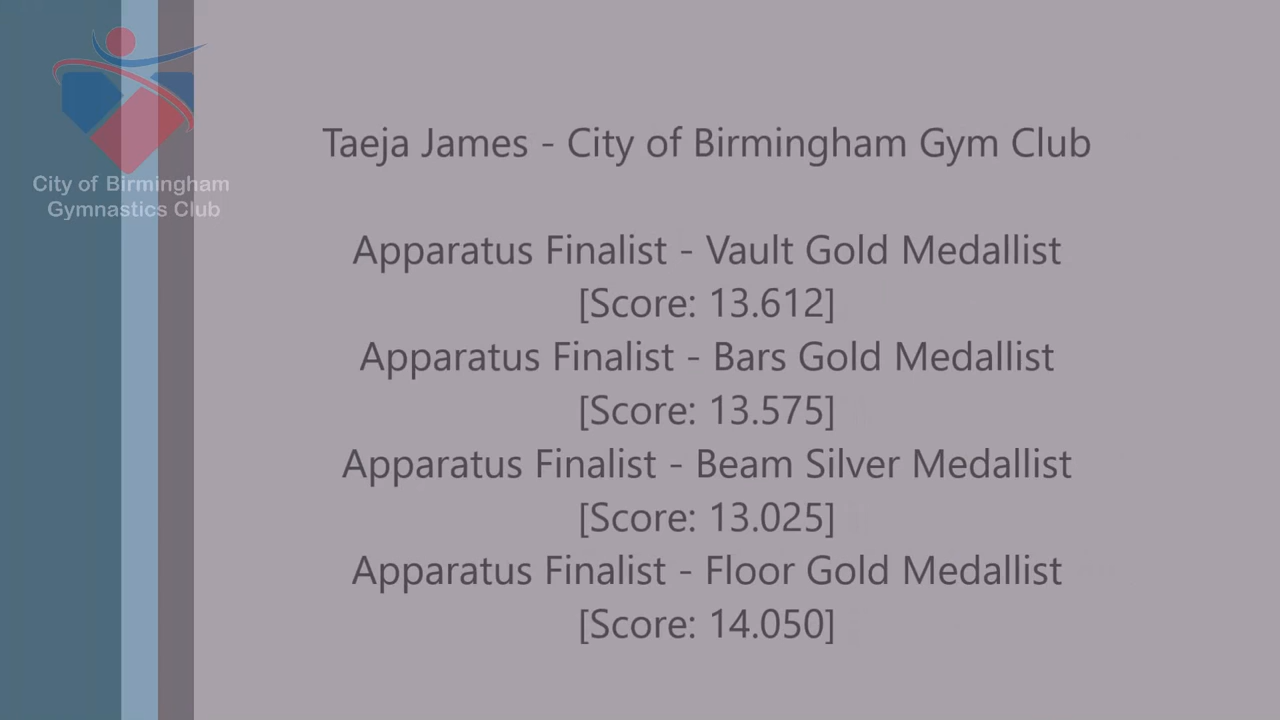 City of Birmingham
Gymnastics Club
Taeja James - City of Birmingham Gym Club
Apparatus Finalist - Vault Gold Medallist
[Score: 13.612]
Apparatus Finalist - Bars Gold Medallist
[Score: 13.575]
Apparatus Finalist - Beam Silver Medallist
[Score: 13.025]
Apparatus Finalist - Floor Gold Medallist
[Score: 14.050]